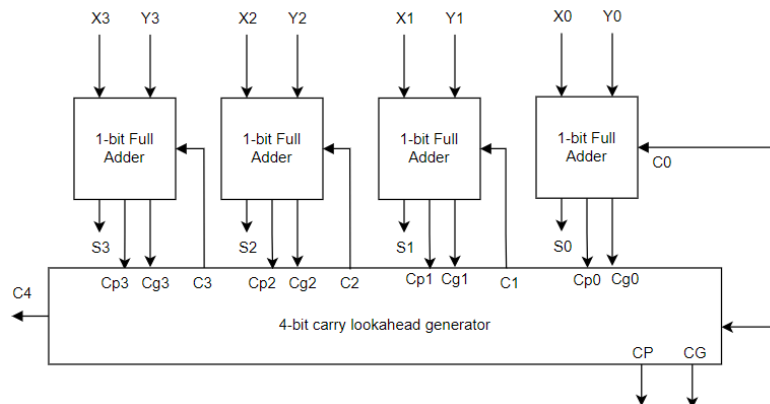 X3 Y3 X2 Y2 X1 Y1 X0 Y0
1-bit Full
Adder
1-bit Full
Adder
1-bit Full
Adder
1-bit Full
Adder
C0
S3 S2 S1 S0
Cp3 Cg3 C3 Cp2 Cg2 C2 Cp1 Cg1 C1 Cp0 Cg0
C4
4-bit carry lookahead generator
CP CG